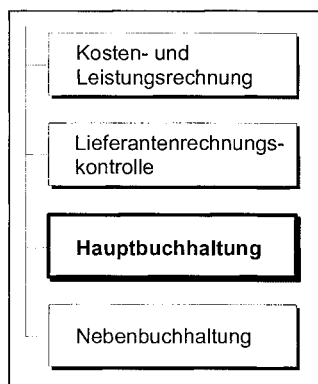 Kosten- und
Leistungsrechnung
Lieferantenrechnungs-
kontrolle
Hauptbuchhaltung
Nebenbuchhaltung